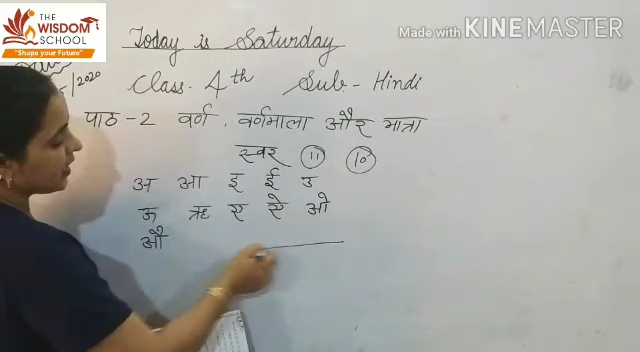 THE
WISDOM
SCHOOL
"Shape your Future"
Made with KINEMASTER
Today is Saturday
/2020
Class. 4th Sub- Hindi
पाठ -2 वर्ण, वर्णमाला और मात्रा
स्वर 11 10
अ आ इ ई उ
ऊ ऋ ए ऐ ओ
औ